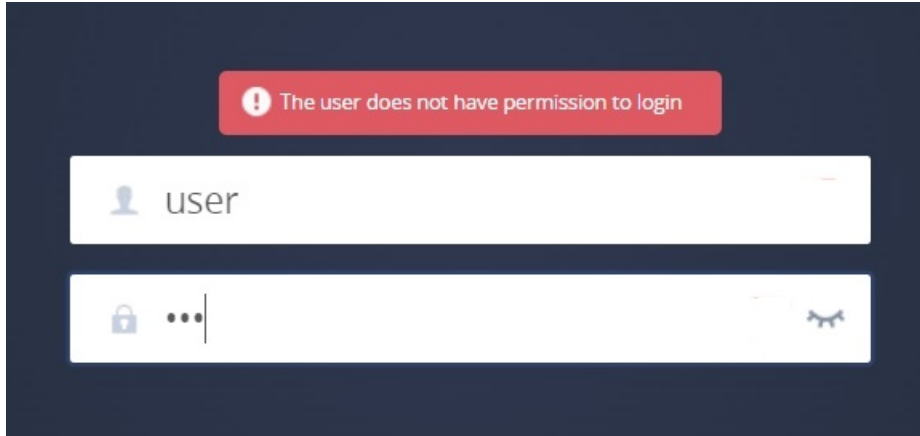 The user does not have permission to login
user
•••